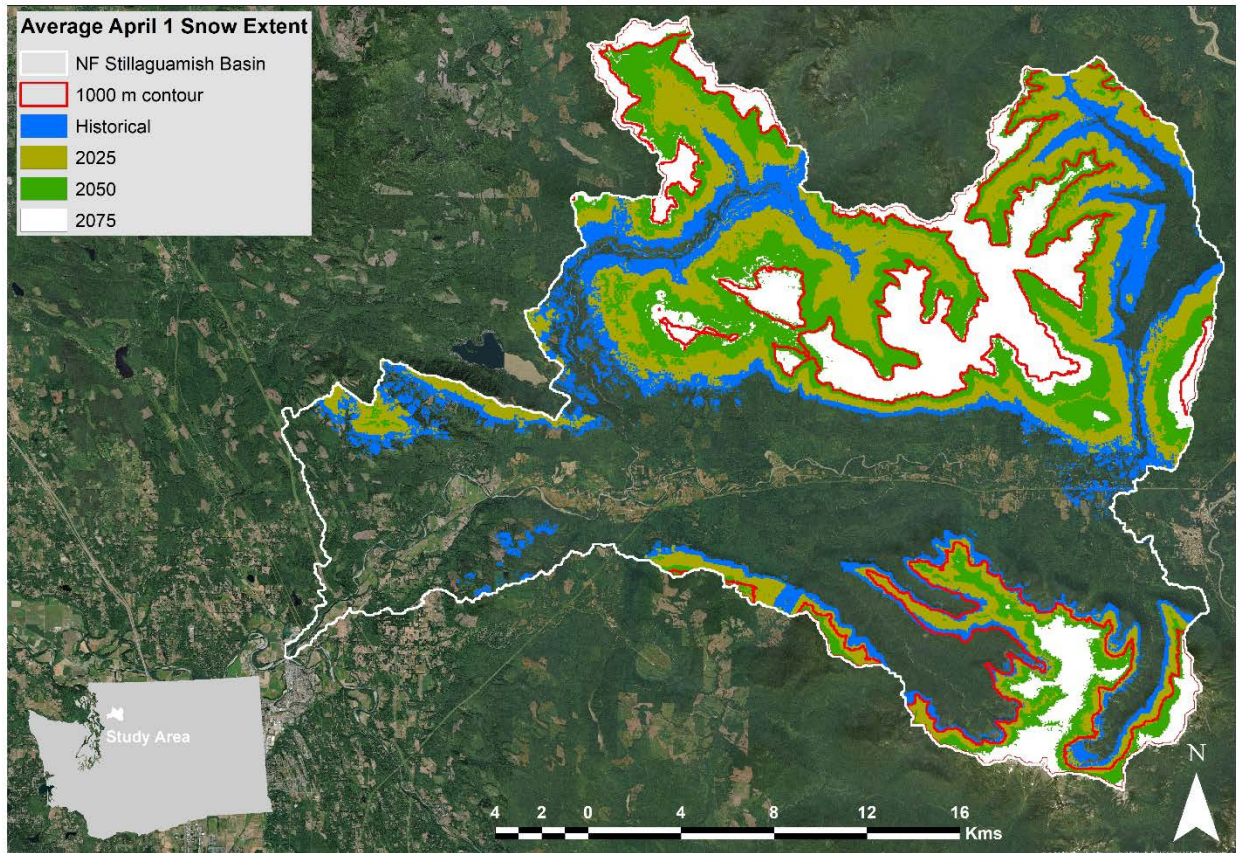 Average April 1 Snow Extent
NF Stillaguamish Basin
1000 m contour
Historical
2025
2050
2075
Study Area
N
4 2 0 4 8 12 16
Kms